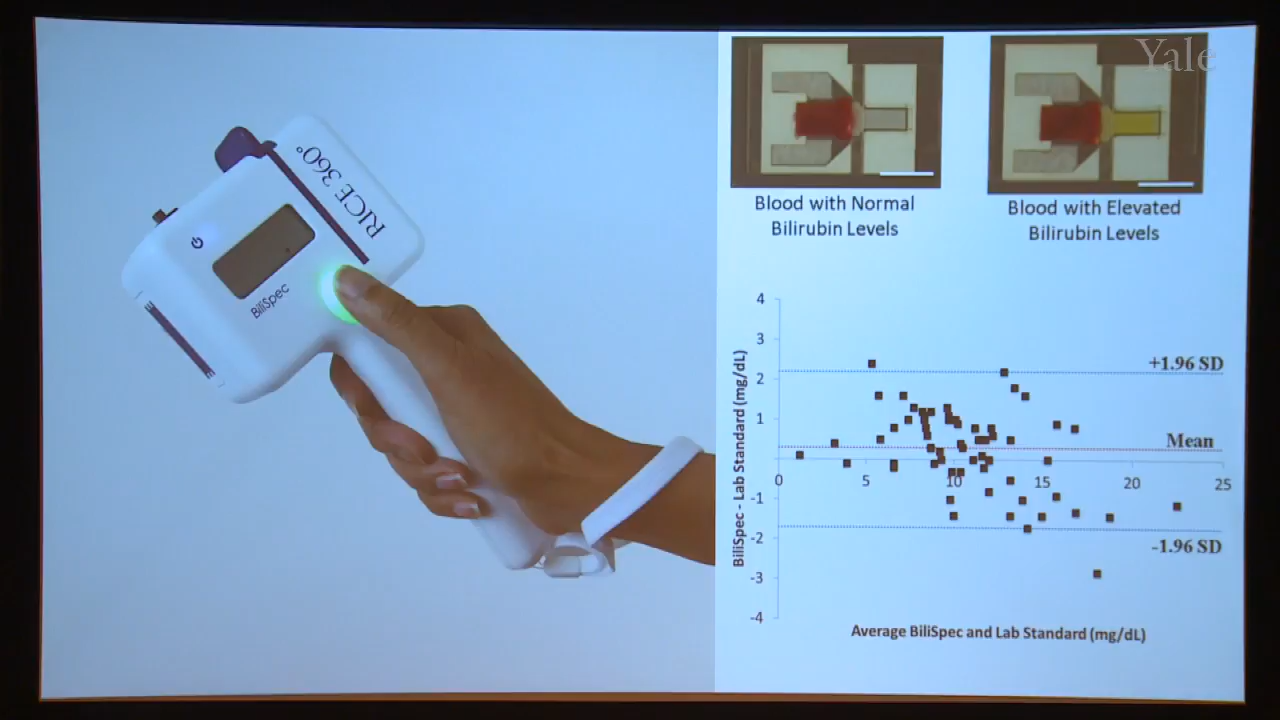 RICE 360°
BiliSpec
Yale
Blood with Normal
Bilirubin Levels
Blood with Elevated
Bilirubin Levels
BiliSpec - Lab Standard (mg/dL)
4
3
2
1
-1
-2
-3
-4
0
5
10
15
20
25
+1.96 SD
Mean
-1.96 SD
Average BiliSpec and Lab Standard (mg/dL)